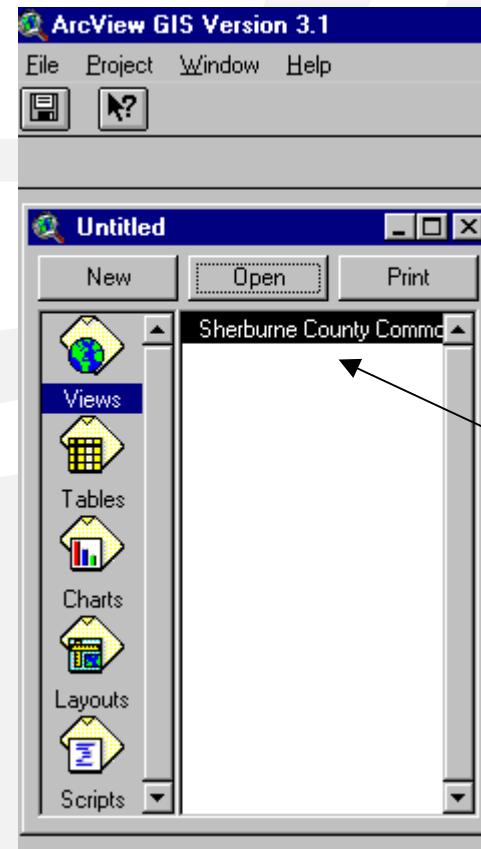 ArcView GIS Version 3.1
File Project Window Help
Untitled
New Open Print
Sherburne County Commo
Views
Tables
Charts
Layouts
Scripts